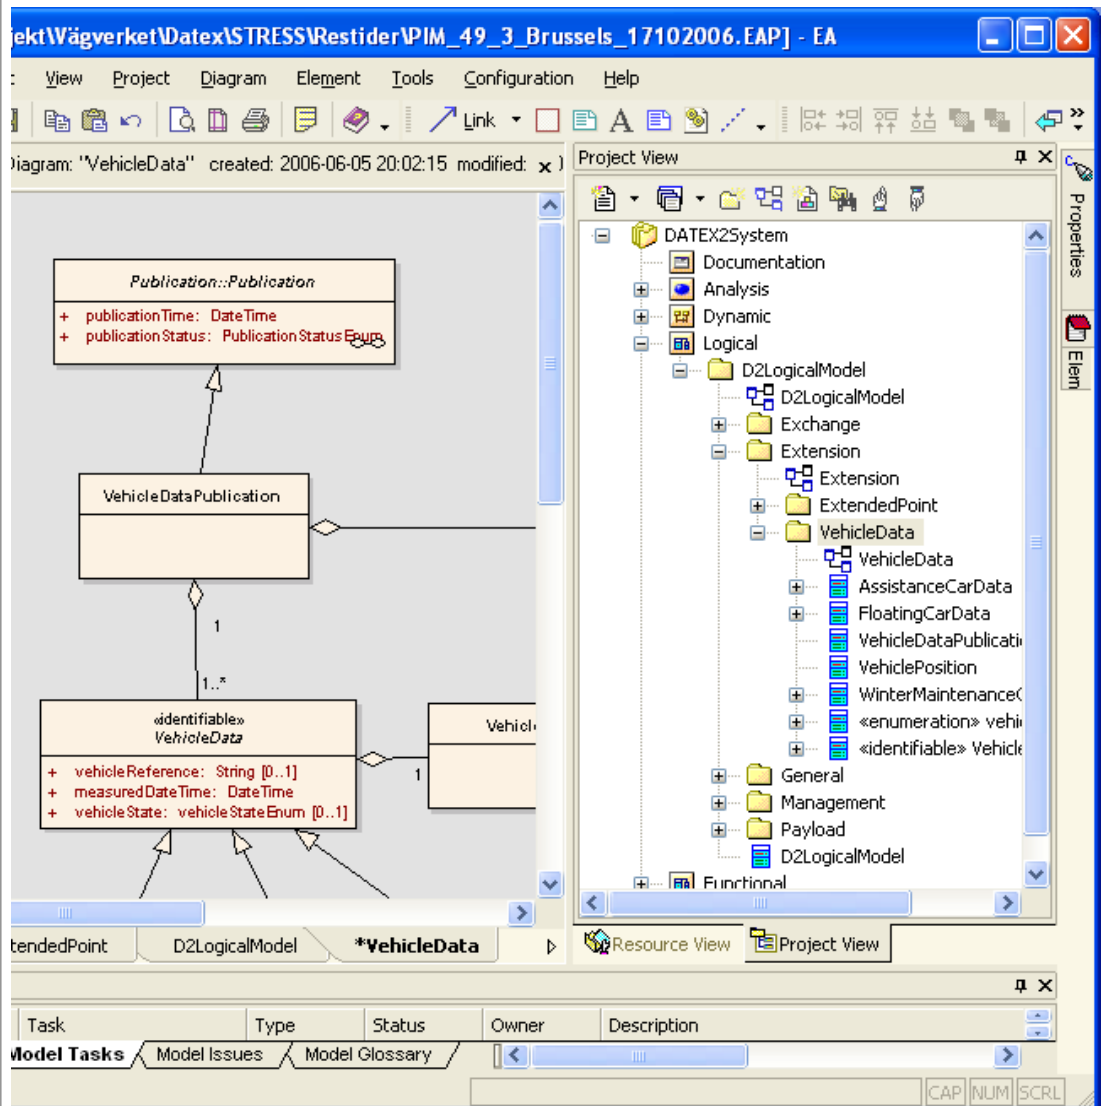 jekt\Vägverket\Datex\STRESS\Restider\PIM_49_3_Brussels_17102006.EAP] - EA
View Project Diagram Element Tools Configuration Help
Link
Diagram: "VehicleData" created: 2006-06-05 20:02:15 modified:
Project View
Properties
Elem
Publication::Publication
+ publicationTime: DateTime
+ publicationStatus: PublicationStatusEnum
VehicleDataPublication
1
1..*
«identifiable»
VehicleData
+ vehicleReference: String [0..1]
+ measuredDateTime: DateTime
+ vehicleState: vehicleStateEnum [0..1]
1
Vehicl
DATEX2System
Documentation
Analysis
Dynamic
Logical
D2LogicalModel
D2LogicalModel
Exchange
Extension
Extension
ExtendedPoint
VehicleData
VehicleData
AssistanceCarData
FloatingCarData
VehicleDataPublicati
VehiclePosition
WinterMaintenanceC
«enumeration» vehi
«identifiable» Vehicle
General
Management
Payload
D2LogicalModel
Functional
tendedPoint D2LogicalModel *VehicleData
Resource View Project View
Task Type Status Owner Description
Model Tasks Model Issues Model Glossary
CAP NUM SCRL